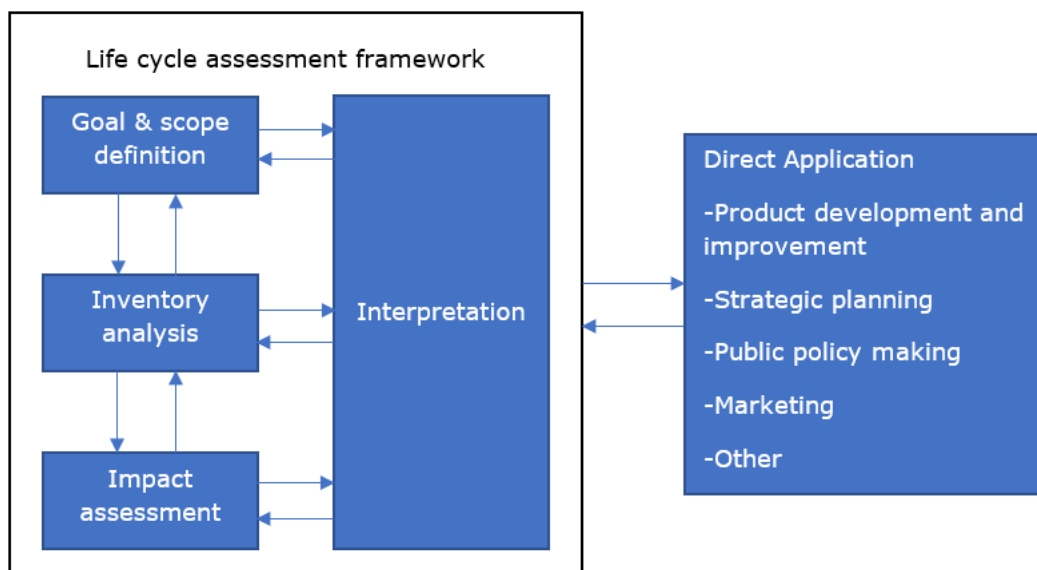 Life cycle assessment framework
Goal & scope
definition
Inventory
analysis
Impact
assessment
Interpretation
Direct Application
-Product development and
improvement
-Strategic planning
-Public policy making
-Marketing
-Other